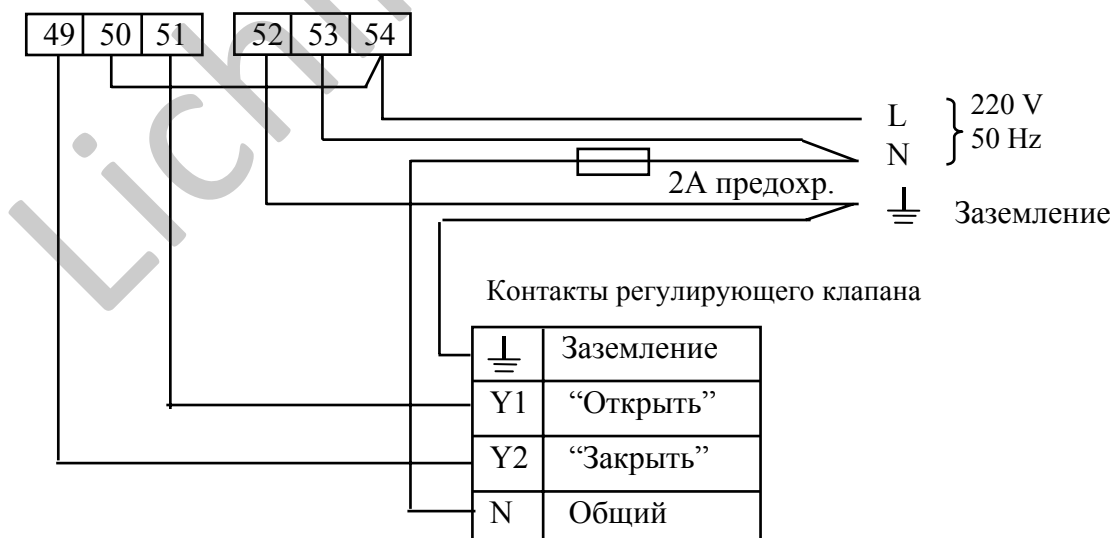 49 50 51 52 53 54
L
220 V
50 Hz
N
2А предохр.
Заземление
Контакты регулирующего клапана
Заземление
Y1 “Открыть”
Y2 “Закрыть”
N Общий